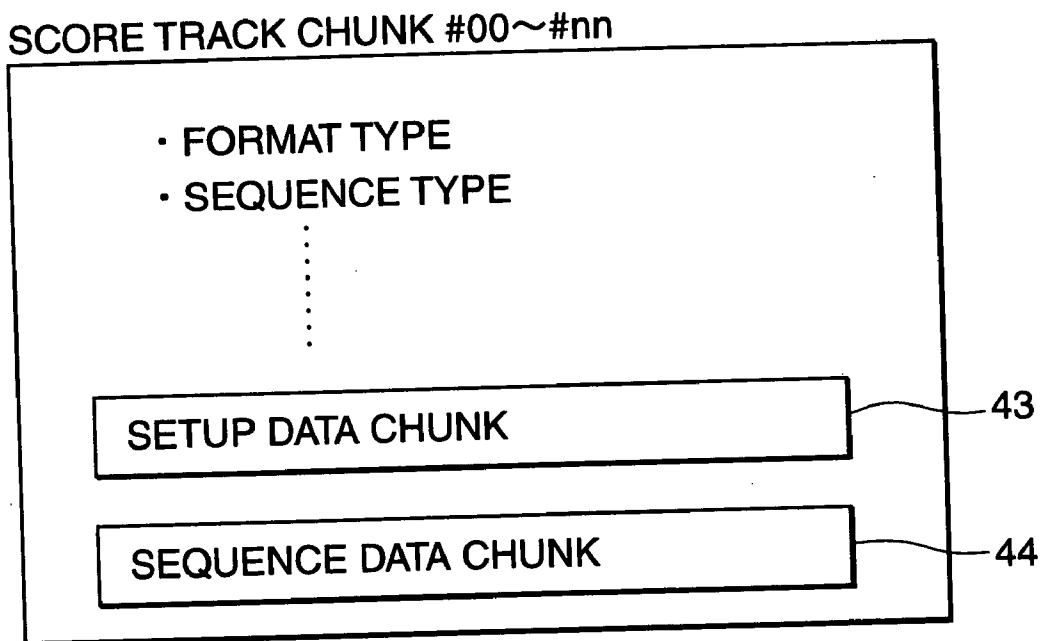 SCORE TRACK CHUNK #00～#nn
・FORMAT TYPE
・SEQUENCE TYPE
SETUP DATA CHUNK
43
SEQUENCE DATA CHUNK
44